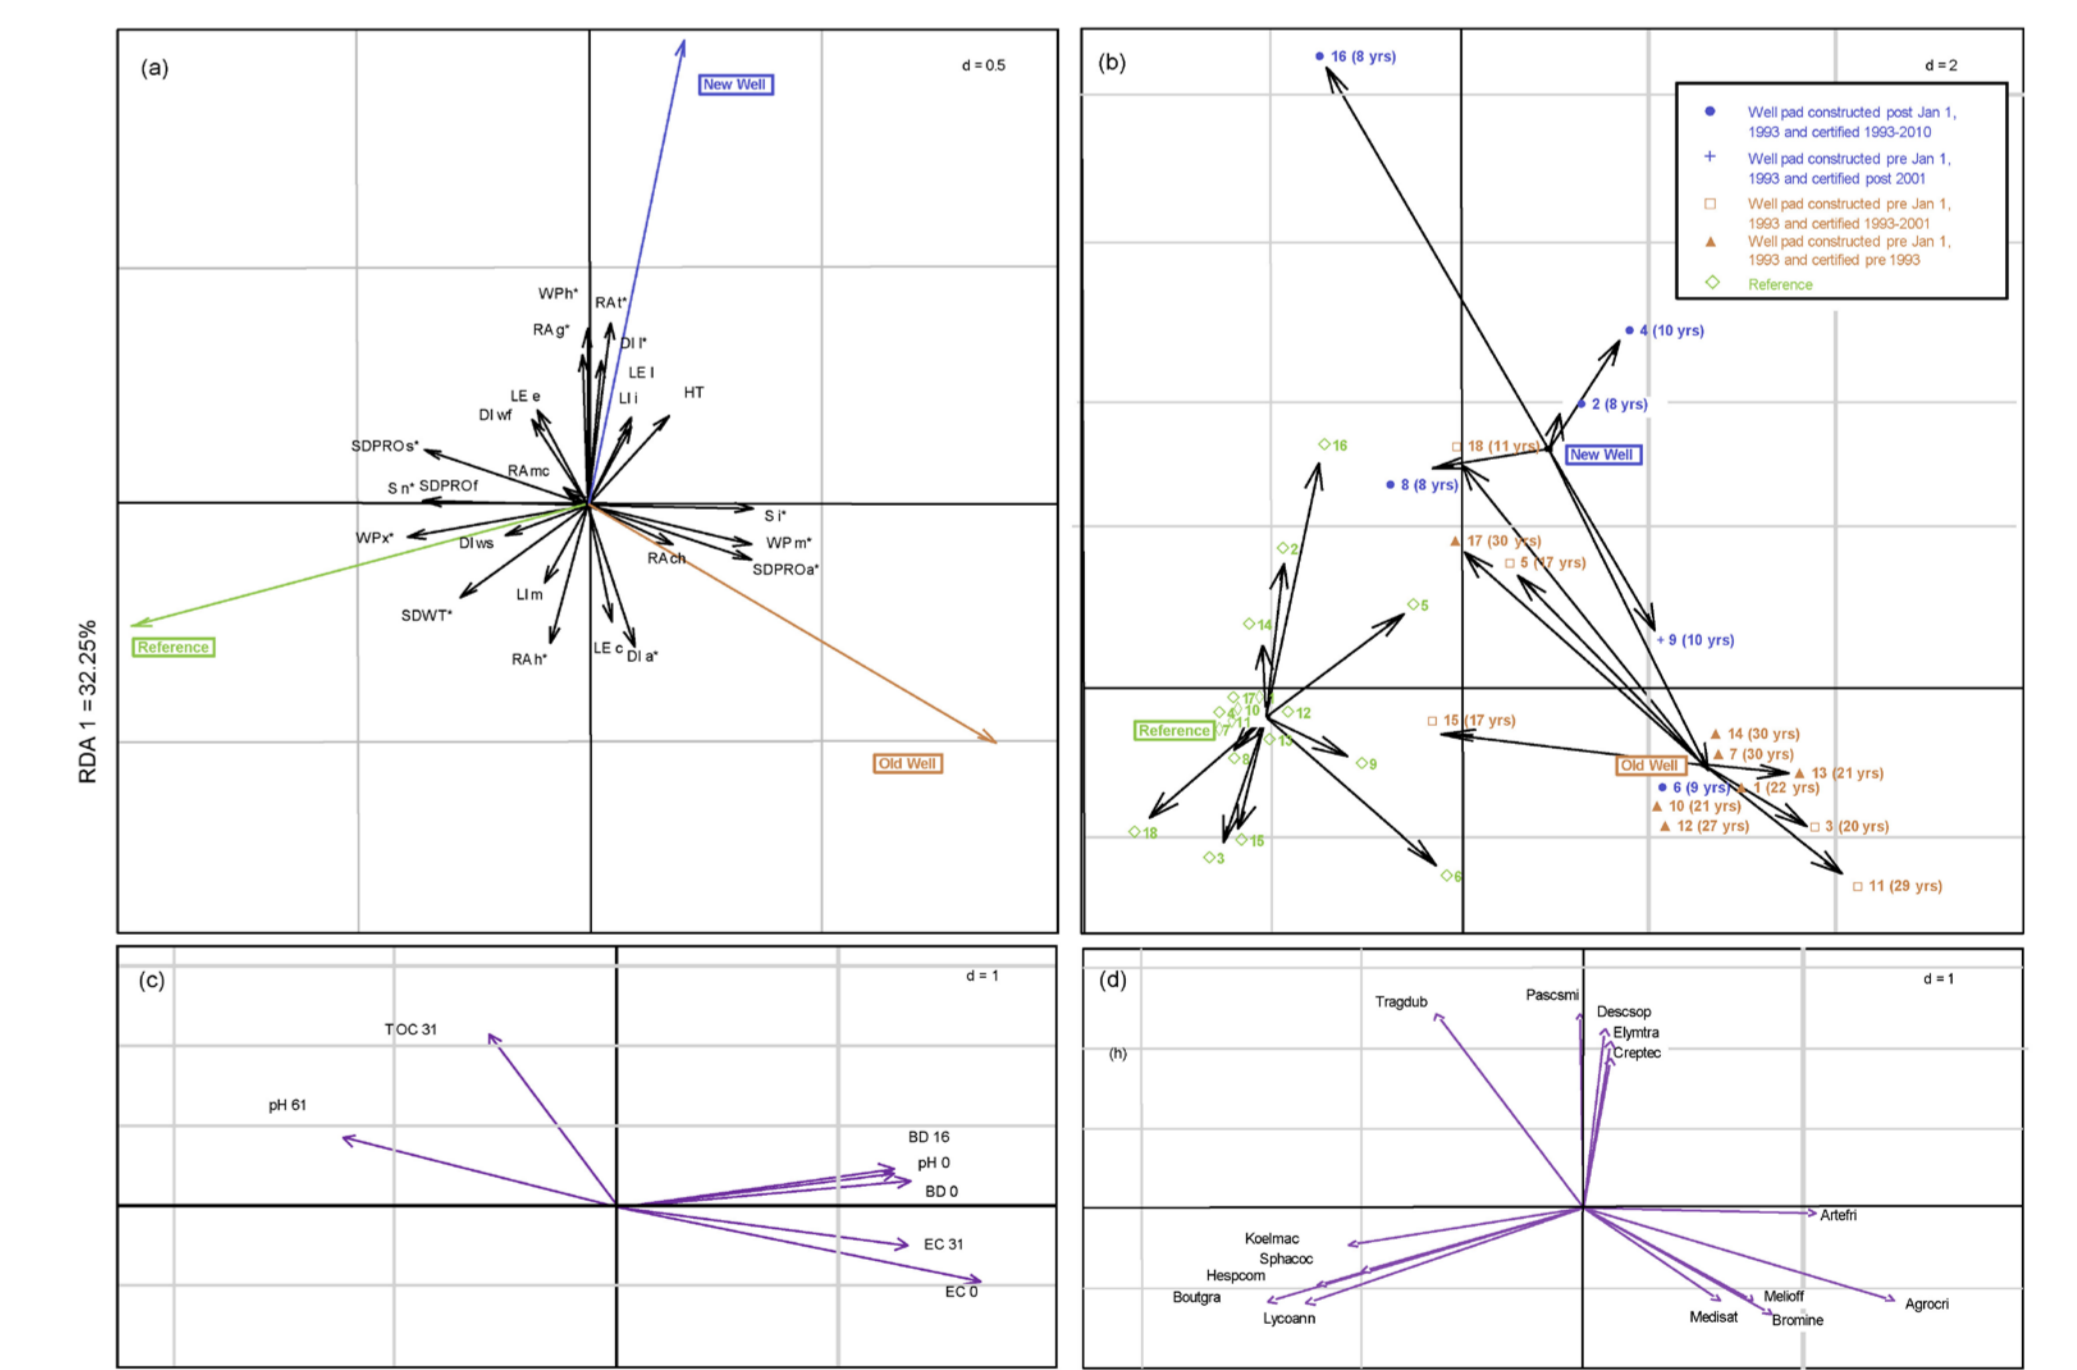 (a)
d = 0.5
New Well
WPh*
RAt*
RAg*
DI l*
LE l
HT
LE e
LI i
DI wf
SDPROs*
RAmc
S n*
SDPROf
S i*
WPx*
DI ws
WPm*
RAch
SDPROa*
LI m
SDWT*
Reference
LE c
DI a*
RAh*
Old Well
RDA 1 = 32.25%
(b)
d = 2
16 (8 yrs)
Well pad constructed post Jan 1,
1993 and certified 1993-2010
Well pad constructed pre Jan 1,
1993 and certified post 2001
Well pad constructed pre Jan 1,
1993 and certified 1993-2001
Well pad constructed pre Jan 1,
1993 and certified pre 1993
Reference
4 (10 yrs)
2 (8 yrs)
16
18 (11 yrs)
New Well
8 (8 yrs)
17 (30 yrs)
2
5 (17 yrs)
5
14
9 (10 yrs)
17
4
10
12
11
15 (17 yrs)
Reference
7
13
14 (30 yrs)
7 (30 yrs)
8
9
Old Well
13 (21 yrs)
6 (9 yrs)
1 (22 yrs)
10 (21 yrs)
12 (27 yrs)
3 (20 yrs)
18
15
3
6
11 (29 yrs)
(c)
d = 1
TOC 31
pH 61
BD 16
pH 0
BD 0
EC 31
EC 0
(d)
d = 1
Tragdub
Pascsmi
Descsop
Elymtra
(h)
Creptec
Artefri
Koelmac
Sphacoc
Hespcom
Boutgra
Lycoann
Melioff
Medisat
Bromine
Agrocri